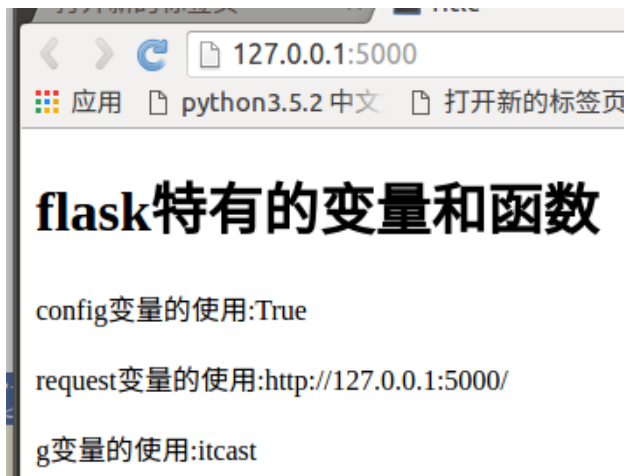 127.0.0.1:5000
应用 python3.5.2 中文 打开新的标签页
flask特有的变量和函数
config变量的使用:True
request变量的使用:http://127.0.0.1:5000/
g变量的使用:itcast